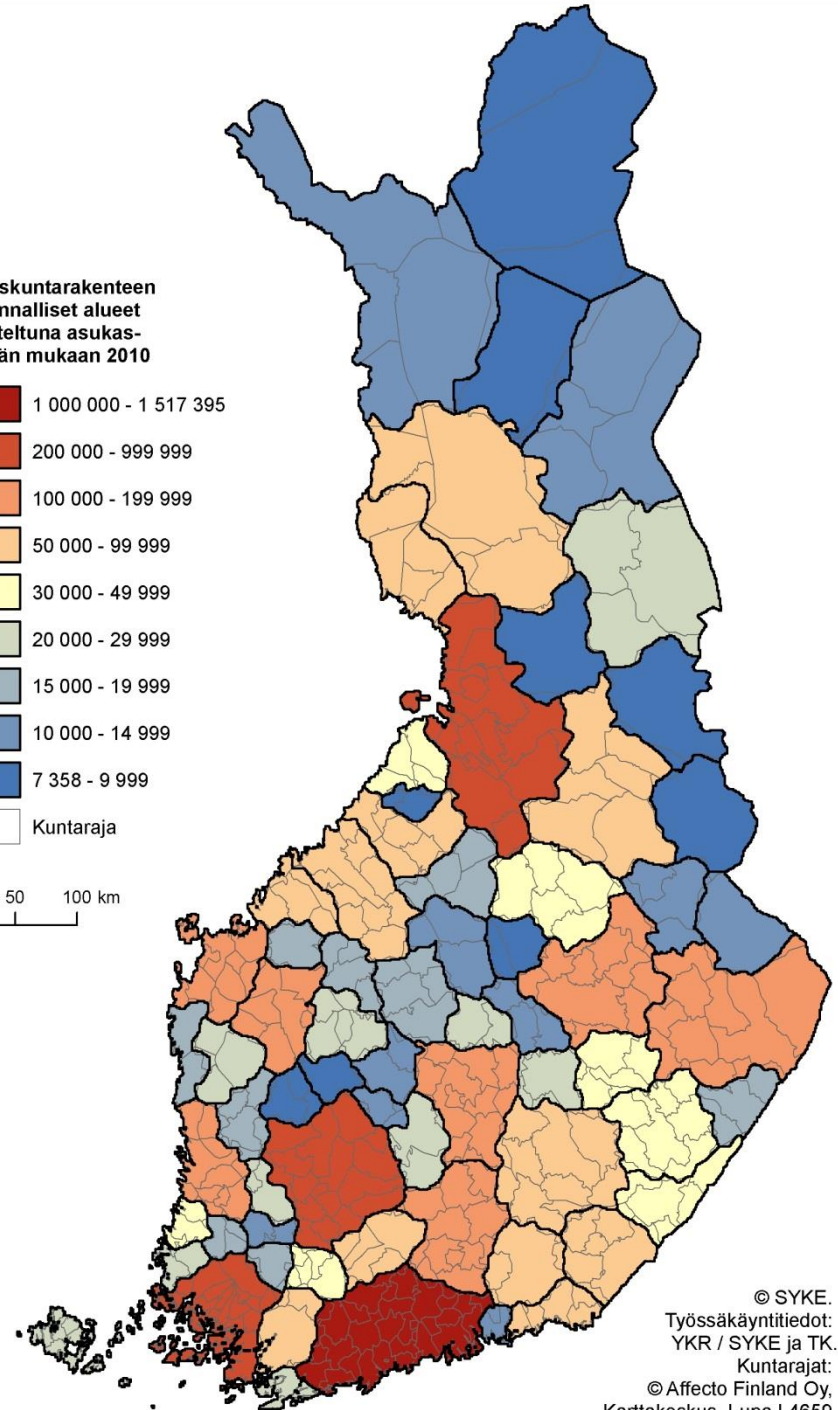 skuntarakenteen
nnalliset alueet
teltuna asukas-
än mukaan 2010
1 000 000 - 1 517 395
200 000 - 999 999
100 000 - 199 999
50 000 - 99 999
30 000 - 49 999
20 000 - 29 999
15 000 - 19 999
10 000 - 14 999
7 358 - 9 999
Kuntaraja
50 100 km
© SYKE.
Työssäkäyntitiedot:
YKR / SYKE ja TK.
Kuntarajat:
© Affecto Finland Oy,
Karttakeskus, Lupa L4659